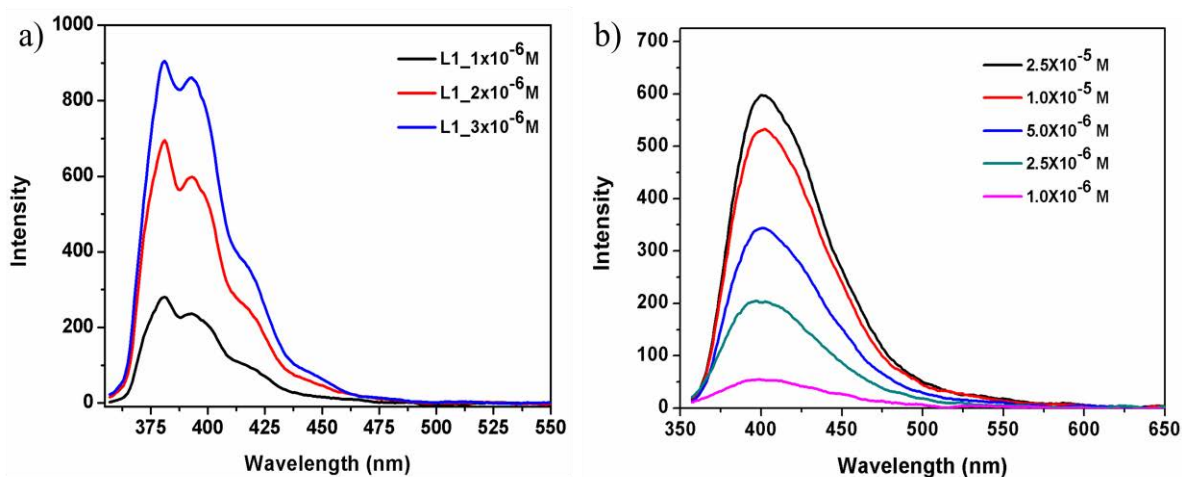 a)
L1_1x10⁻⁶M
L1_2x10⁻⁶M
L1_3x10⁻⁶M
1000
800
600
400
200
0
Intensity
375 400 425 450 475 500 525 550
Wavelength (nm)
b)
2.5X10⁻⁵ M
1.0X10⁻⁵ M
5.0X10⁻⁶ M
2.5X10⁻⁶ M
1.0X10⁻⁶ M
700
600
500
400
300
200
100
0
Intensity
350 400 450 500 550 600 650
Wavelength (nm)